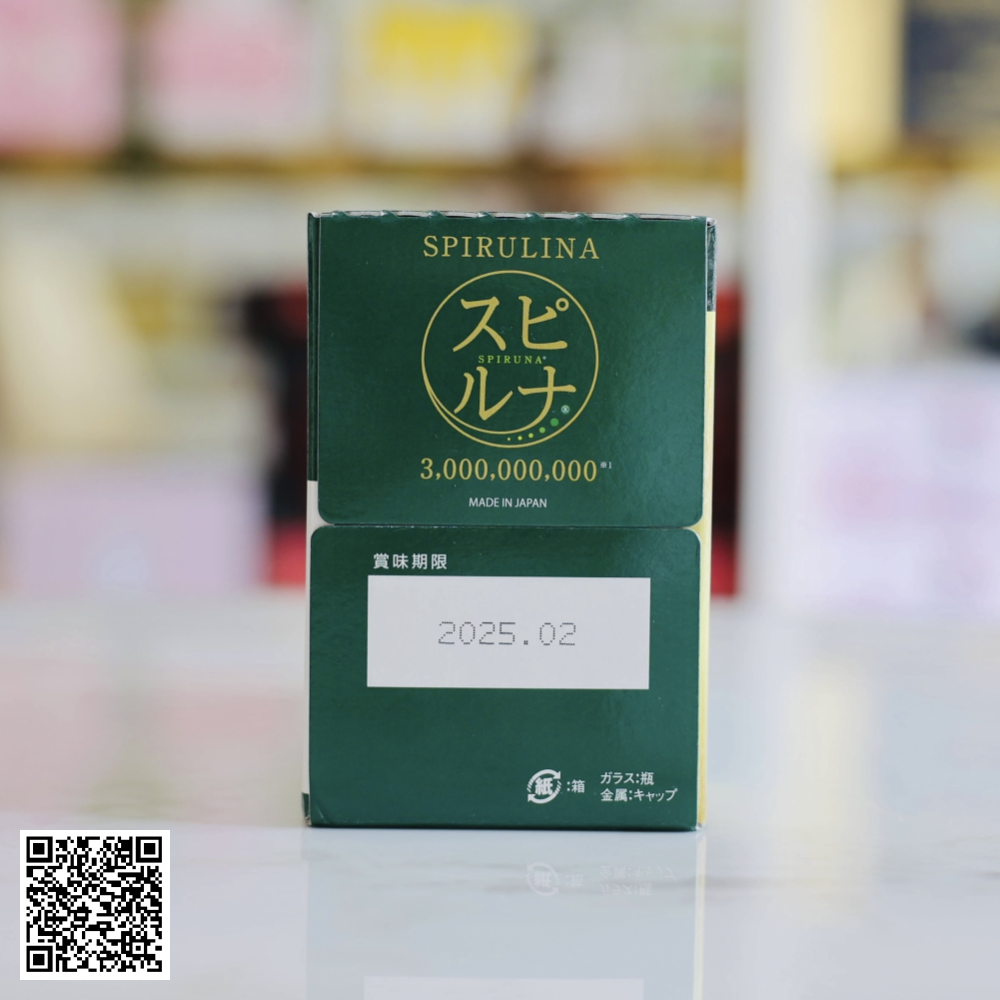 SPIRULINA
スピ
SPIRUNA®
ルナ®
3,000,000,000※1
MADE IN JAPAN
賞味期限
2025.02
紙:箱
ガラス:瓶
金属:キャップ